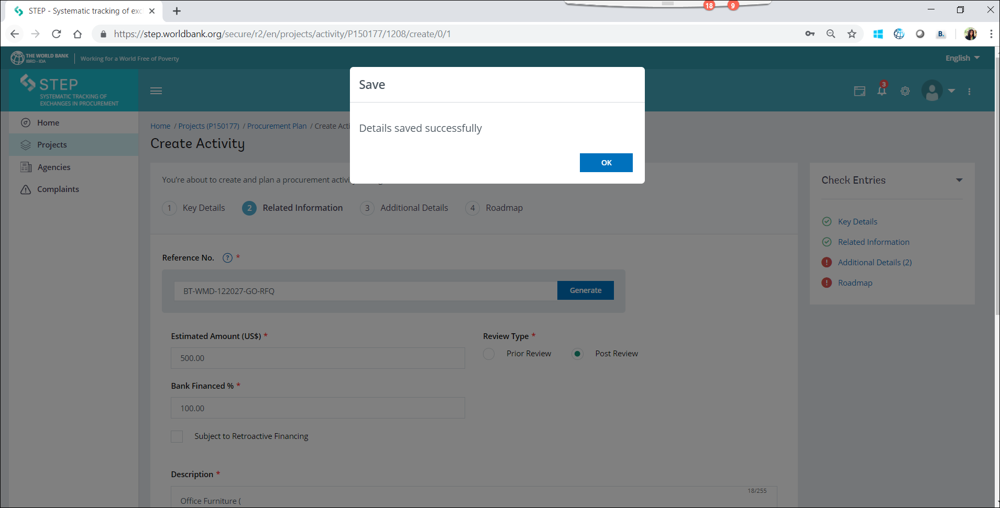 STEP - Systematic tracking of exc
18
9
https://step.worldbank.org/secure/r2/en/projects/activity/P150177/1208/create/0/1
B.
THE WORLD BANK
IBRD - IDA
Working for a World Free of Poverty
English
STEP
SYSTEMATIC TRACKING OF
EXCHANGES IN PROCUREMENT
3
Save
Details saved successfully
OK
Home
Projects
Agencies
Complaints
Home / Projects (P150177) / Procurement Plan / Create Acti
Create Activity
You're about to create and plan a procurement activi
1 Key Details
2 Related Information
3 Additional Details
4 Roadmap
Check Entries
Key Details
Related Information
Additional Details (2)
Roadmap
Reference No. ? *
BT-WMD-122027-GO-RFQ
Generate
Estimated Amount (US$) *
500.00
Review Type *
Prior Review
Post Review
Bank Financed % *
100.00
Subject to Retroactive Financing
Description *
18/255
Office Furniture (